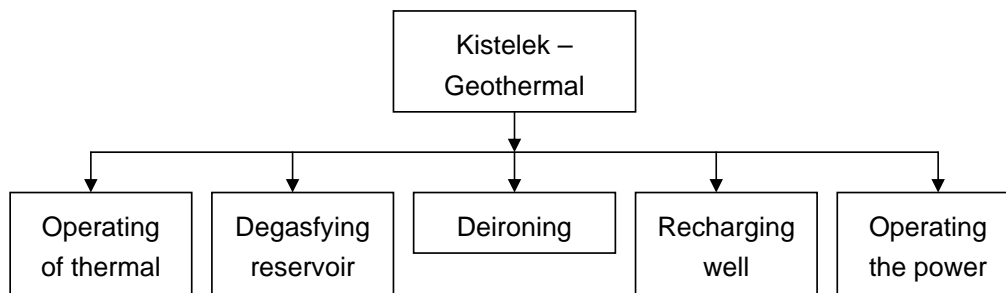 Kistelek –
Geothermal
Operating
of thermal
Degasfying
reservoir
Deironing
Recharging
well
Operating
the power